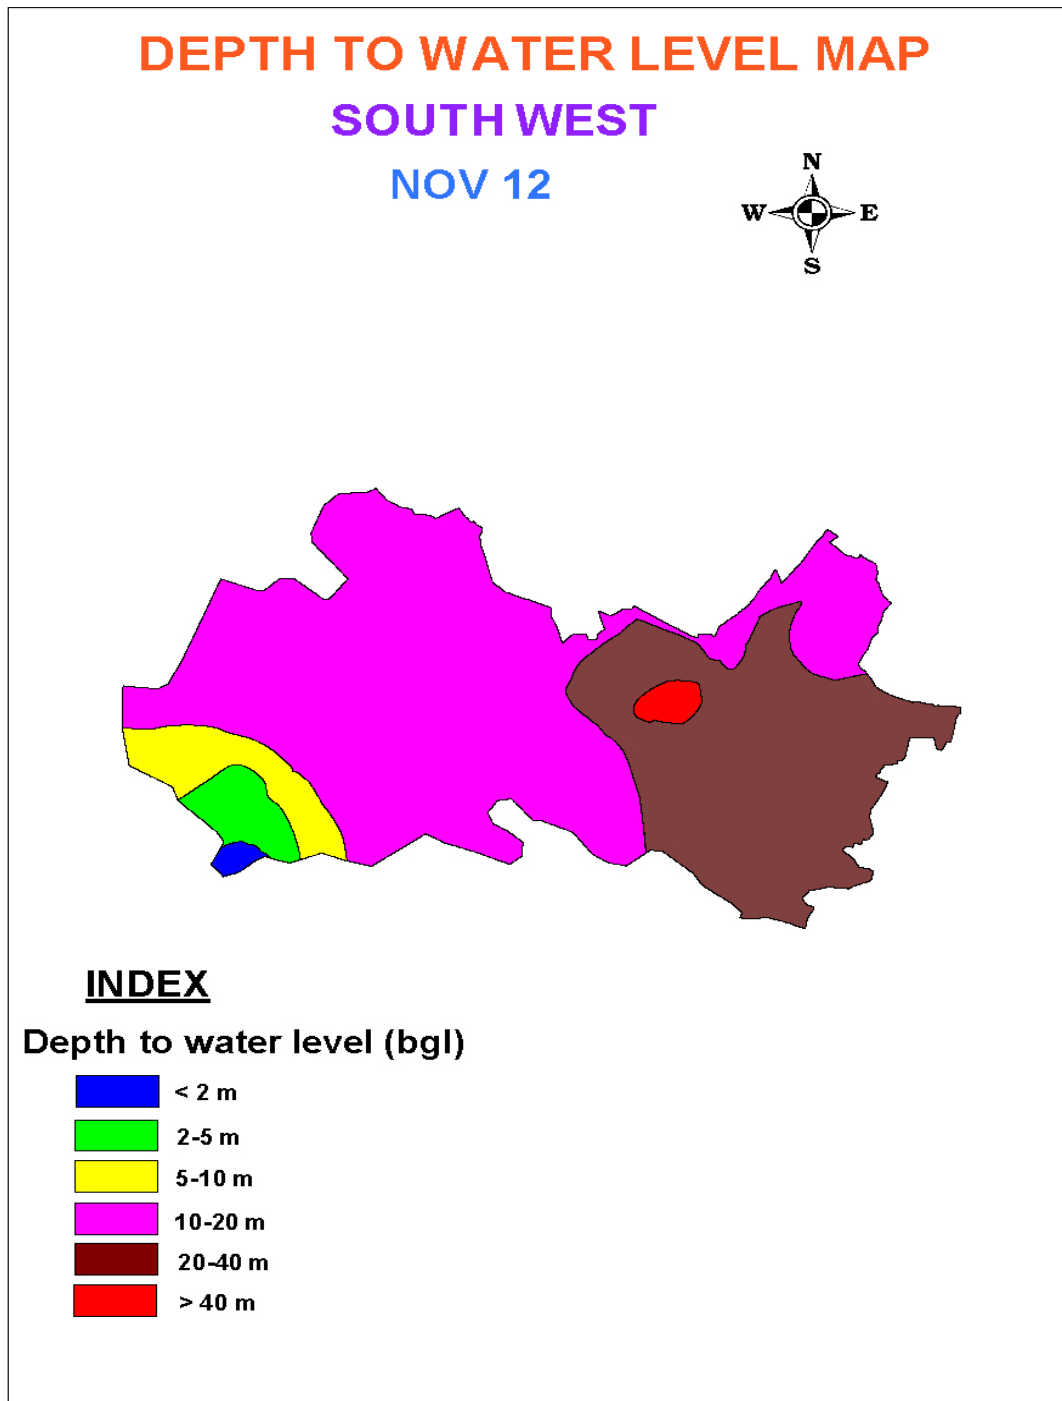 DEPTH TO WATER LEVEL MAP
SOUTH WEST
NOV 12
N
W E
S
INDEX
Depth to water level (bgl)
< 2 m
2-5 m
5-10 m
10-20 m
20-40 m
> 40 m